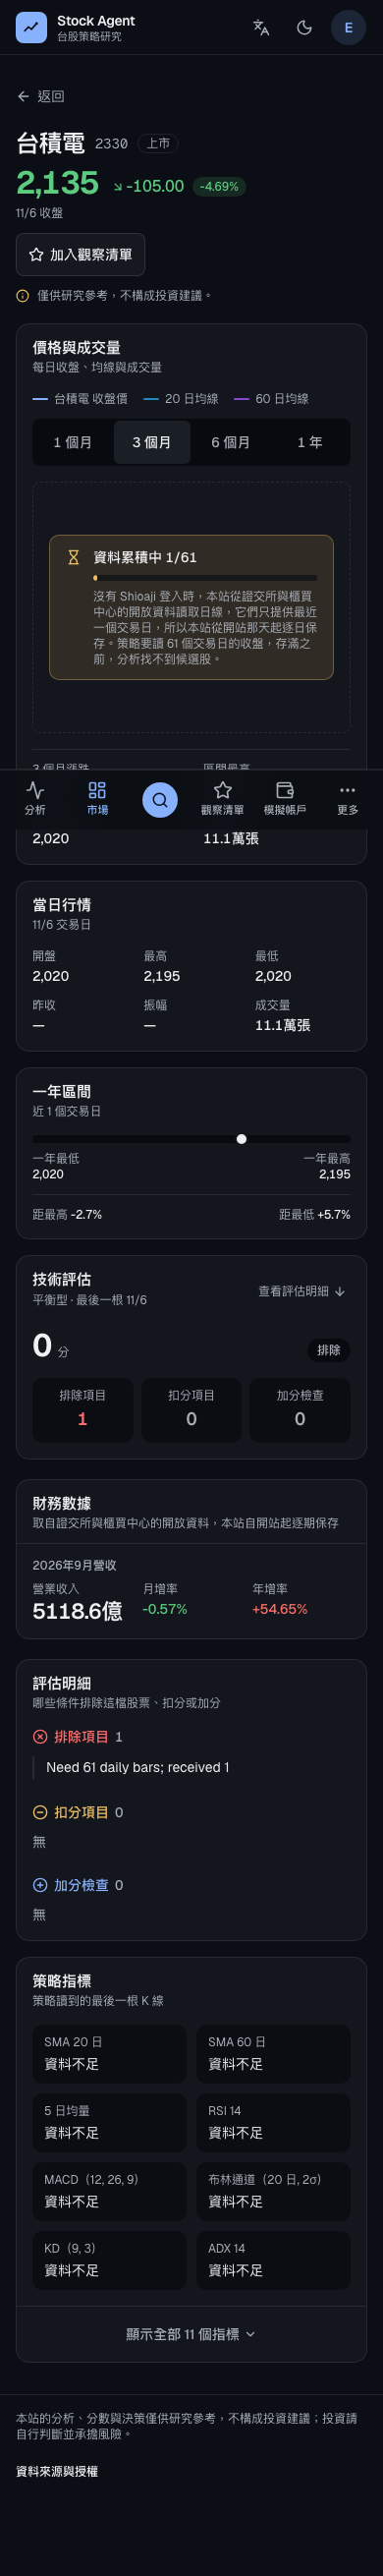 Stock Agent
台股策略研究
E
返回
台積電 2330 上市
2,135 -105.00 -4.69%
11/6 收盤
加入觀察清單
僅供研究參考，不構成投資建議。
價格與成交量
每日收盤、均線與成交量
台積電 收盤價 20 日均線 60 日均線
1 個月 3 個月 6 個月 1 年
資料累積中 1/61
沒有 Shioaji 登入時，本站從證交所與櫃買
中心的開放資料讀取日線，它們只提供最近
一個交易日，所以本站從開站那天起逐日保
存。策略要讀 61 個交易日的收盤，存滿之
前，分析找不到候選股。
3 個月漲跌 區間最高
分析 市場 觀察清單 模擬帳戶 更多
2,020 11.1萬張
當日行情
11/6 交易日
開盤 最高 最低
2,020 2,195 2,020
昨收 振幅 成交量
— — 11.1萬張
一年區間
近 1 個交易日
一年最低 一年最高
2,020 2,195
距最高 -2.7% 距最低 +5.7%
技術評估
平衡型 · 最後一根 11/6
查看評估明細
0 分 排除
排除項目 扣分項目 加分檢查
1 0 0
財務數據
取自證交所與櫃買中心的開放資料，本站自開站起逐期保存
2026年9月營收
營業收入 月增率 年增率
5118.6億 -0.57% +54.65%
評估明細
哪些條件排除這檔股票、扣分或加分
排除項目 1
Need 61 daily bars; received 1
扣分項目 0
無
加分檢查 0
無
策略指標
策略讀到的最後一根 K 線
SMA 20 日 SMA 60 日
資料不足 資料不足
5 日均量 RSI 14
資料不足 資料不足
MACD（12, 26, 9） 布林通道（20 日, 2σ）
資料不足 資料不足
KD（9, 3） ADX 14
資料不足 資料不足
顯示全部 11 個指標
本站的分析、分數與決策僅供研究參考，不構成投資建議；投資請
自行判斷並承擔風險。
資料來源與授權